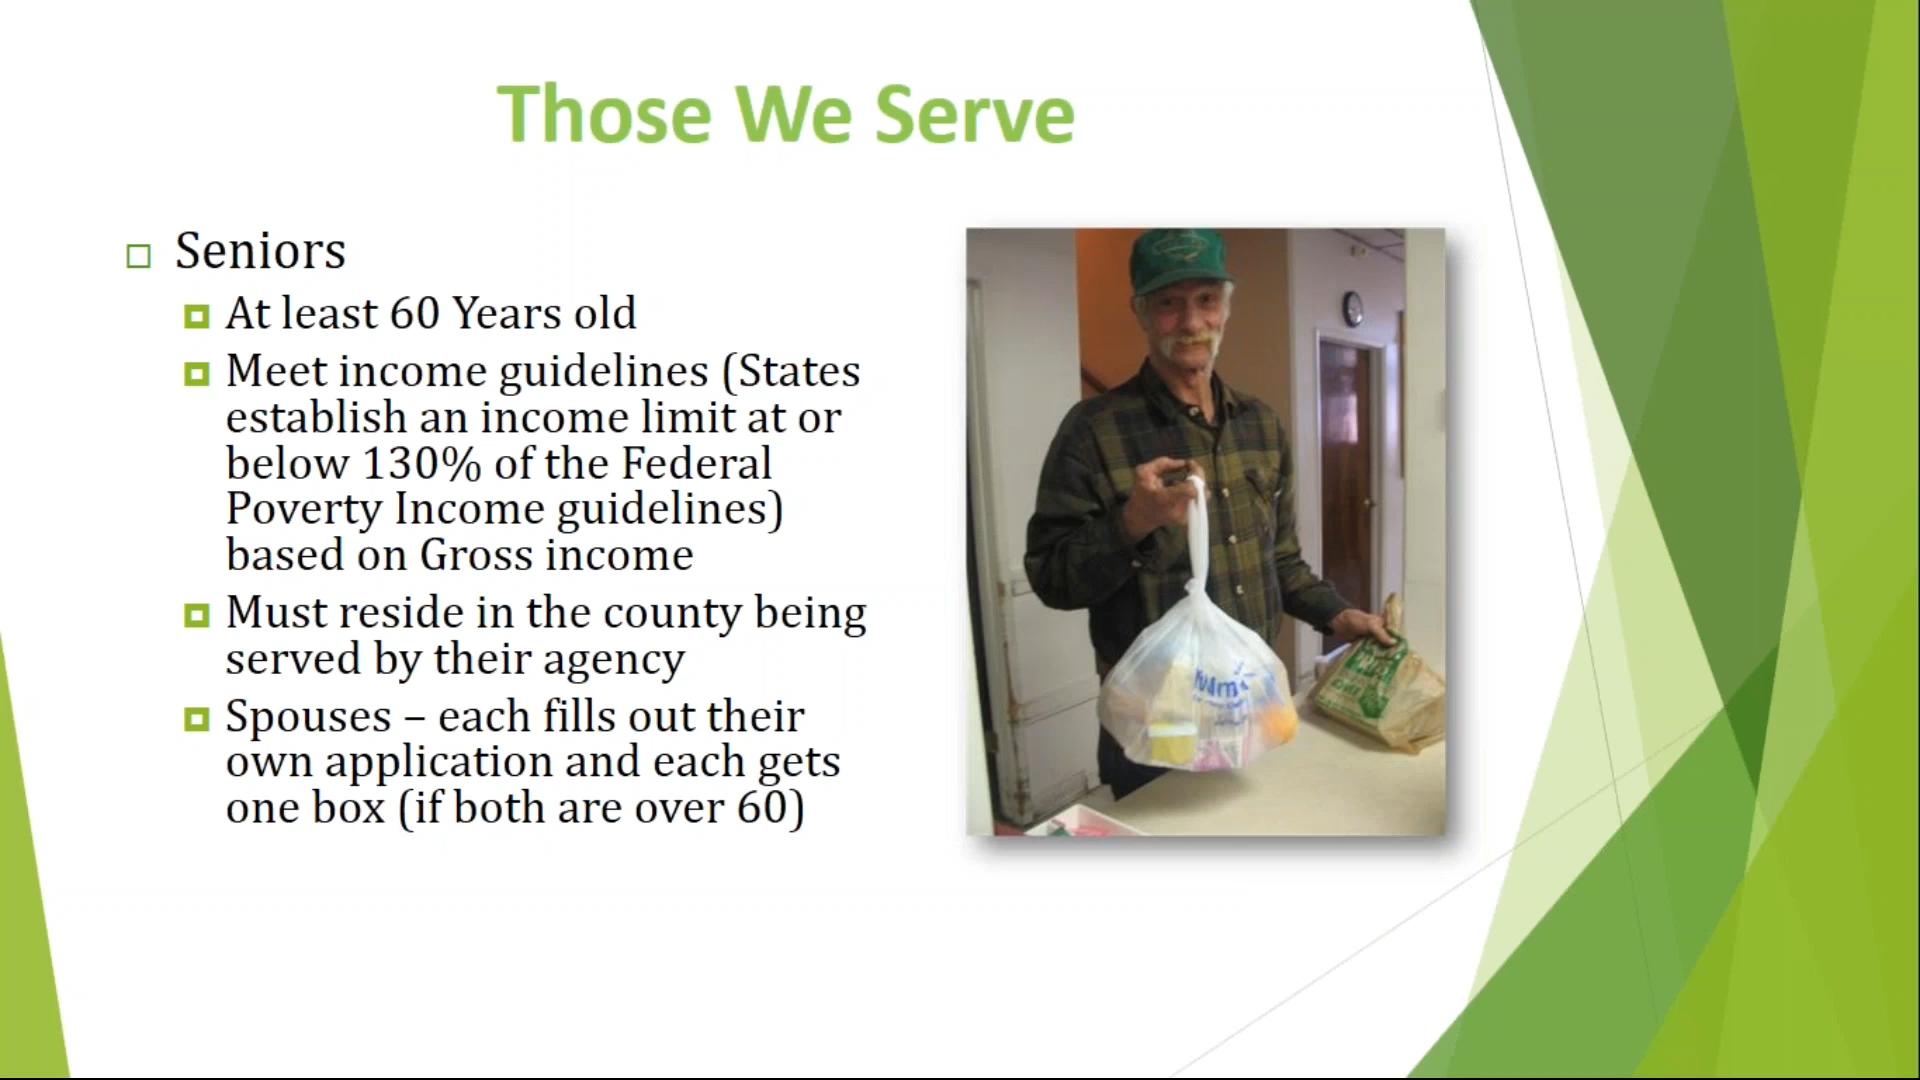 Those We Serve
Seniors
At least 60 Years old
Meet income guidelines (States
establish an income limit at or
below 130% of the Federal
Poverty Income guidelines)
based on Gross income
Must reside in the county being
served by their agency
Spouses – each fills out their
own application and each gets
one box (if both are over 60)